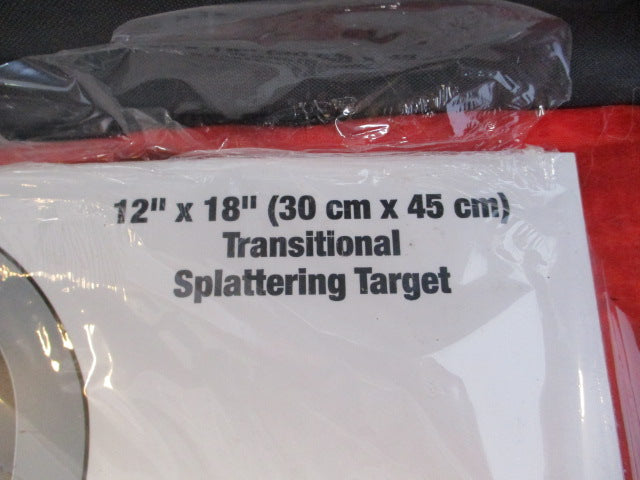 12" x 18" (30 cm x 45 cm)
Transitional
Splattering Target